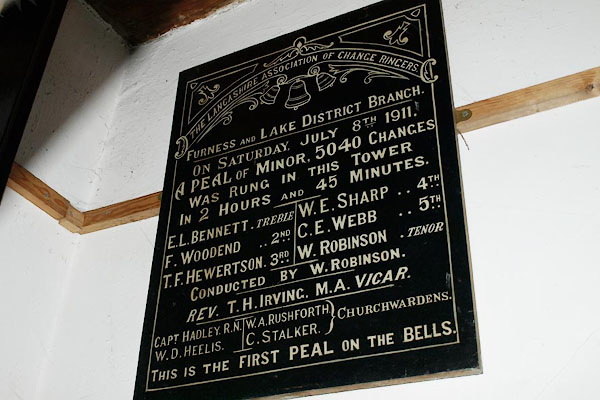 THE LANCASHIRE ASSOCIATION OF CHANGE RINGERS
FURNESS AND LAKE DISTRICT BRANCH.
ON SATURDAY, JULY 8TH 1911.
A PEAL OF MINOR, 5040 CHANGES
WAS RUNG IN THIS TOWER
IN 2 HOURS AND 45 MINUTES.
E.L. BENNETT. TREBLE W.E. SHARP .. 4TH
F. WOODEND .. 2ND C.E. WEBB .. 5TH
T.F. HEWERTSON. 3RD W. ROBINSON TENOR
CONDUCTED BY W. ROBINSON.
REV. T.H. IRVING. M.A. VICAR.
CAPT HADLEY, R.N. W.A. RUSHFORTH
W.D. HEELIS. C. STALKER. CHURCHWARDENS.
THIS IS THE FIRST PEAL ON THE BELLS.